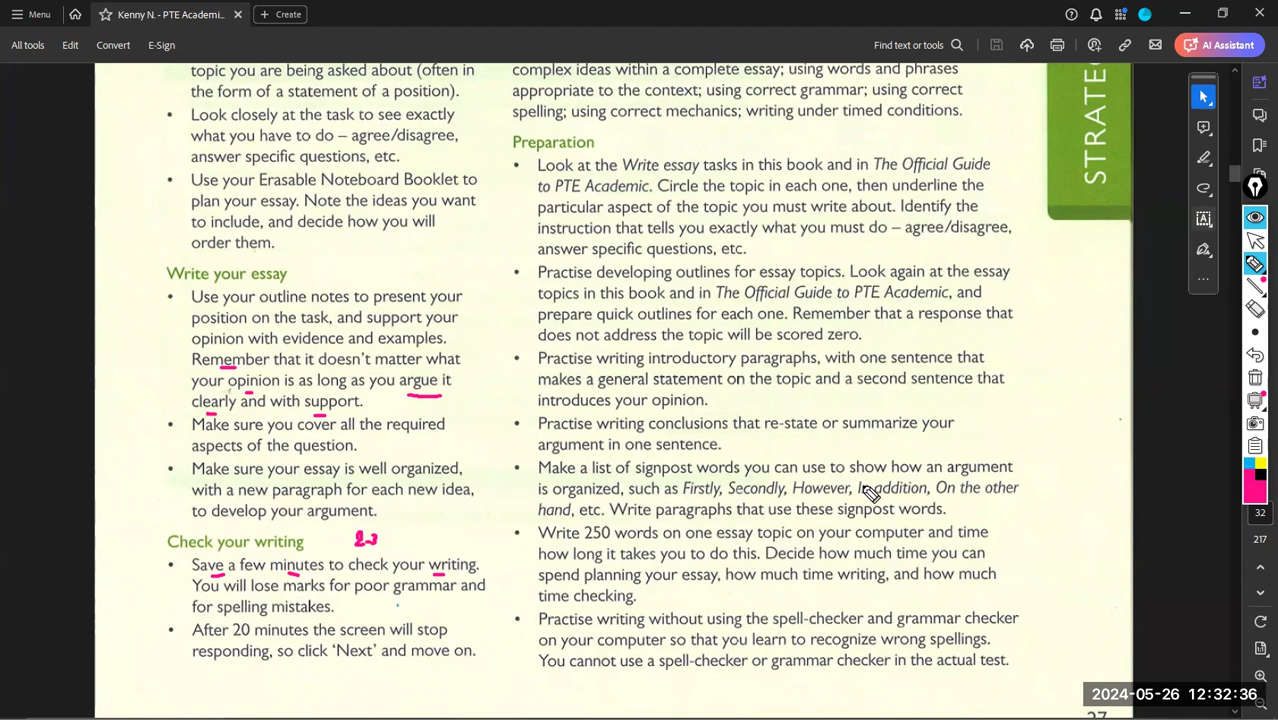 Menu
Kenny N. - PTE Academi...
Create
All tools
Edit
Convert
E-Sign
Find text or tools
AI Assistant
topic you are being asked about (often in
the form of a statement of a position).
• Look closely at the task to see exactly
what you have to do – agree/disagree,
answer specific questions, etc.
• Use your Erasable Noteboard Booklet to
plan your essay. Note the ideas you want
to include, and decide how you will
order them.
Write your essay
• Use your outline notes to present your
position on the task, and support your
opinion with evidence and examples.
Remember that it doesn't matter what
your opinion is as long as you argue it
clearly and with support.
• Make sure you cover all the required
aspects of the question.
• Make sure your essay is well organized,
with a new paragraph for each new idea,
to develop your argument.
Check your writing
2-3
• Save a few minutes to check your writing.
You will lose marks for poor grammar and
for spelling mistakes.
• After 20 minutes the screen will stop
responding, so click 'Next' and move on.
complex ideas within a complete essay; using words and phrases
appropriate to the context; using correct grammar; using correct
spelling; using correct mechanics; writing under timed conditions.
Preparation
• Look at the Write essay tasks in this book and in The Official Guide
to PTE Academic. Circle the topic in each one, then underline the
particular aspect of the topic you must write about. Identify the
instruction that tells you exactly what you must do – agree/disagree,
answer specific questions, etc.
• Practise developing outlines for essay topics. Look again at the essay
topics in this book and in The Official Guide to PTE Academic, and
prepare quick outlines for each one. Remember that a response that
does not address the topic will be scored zero.
• Practise writing introductory paragraphs, with one sentence that
makes a general statement on the topic and a second sentence that
introduces your opinion.
• Practise writing conclusions that re-state or summarize your
argument in one sentence.
• Make a list of signpost words you can use to show how an argument
is organized, such as Firstly, Secondly, However, In addition, On the other
hand, etc. Write paragraphs that use these signpost words.
• Write 250 words on one essay topic on your computer and time
how long it takes you to do this. Decide how much time you can
spend planning your essay, how much time writing, and how much
time checking.
• Practise writing without using the spell-checker and grammar checker
on your computer so that you learn to recognize wrong spellings.
You cannot use a spell-checker or grammar checker in the actual test.
STRATEG
32
217
2024-05-26 12:32:36